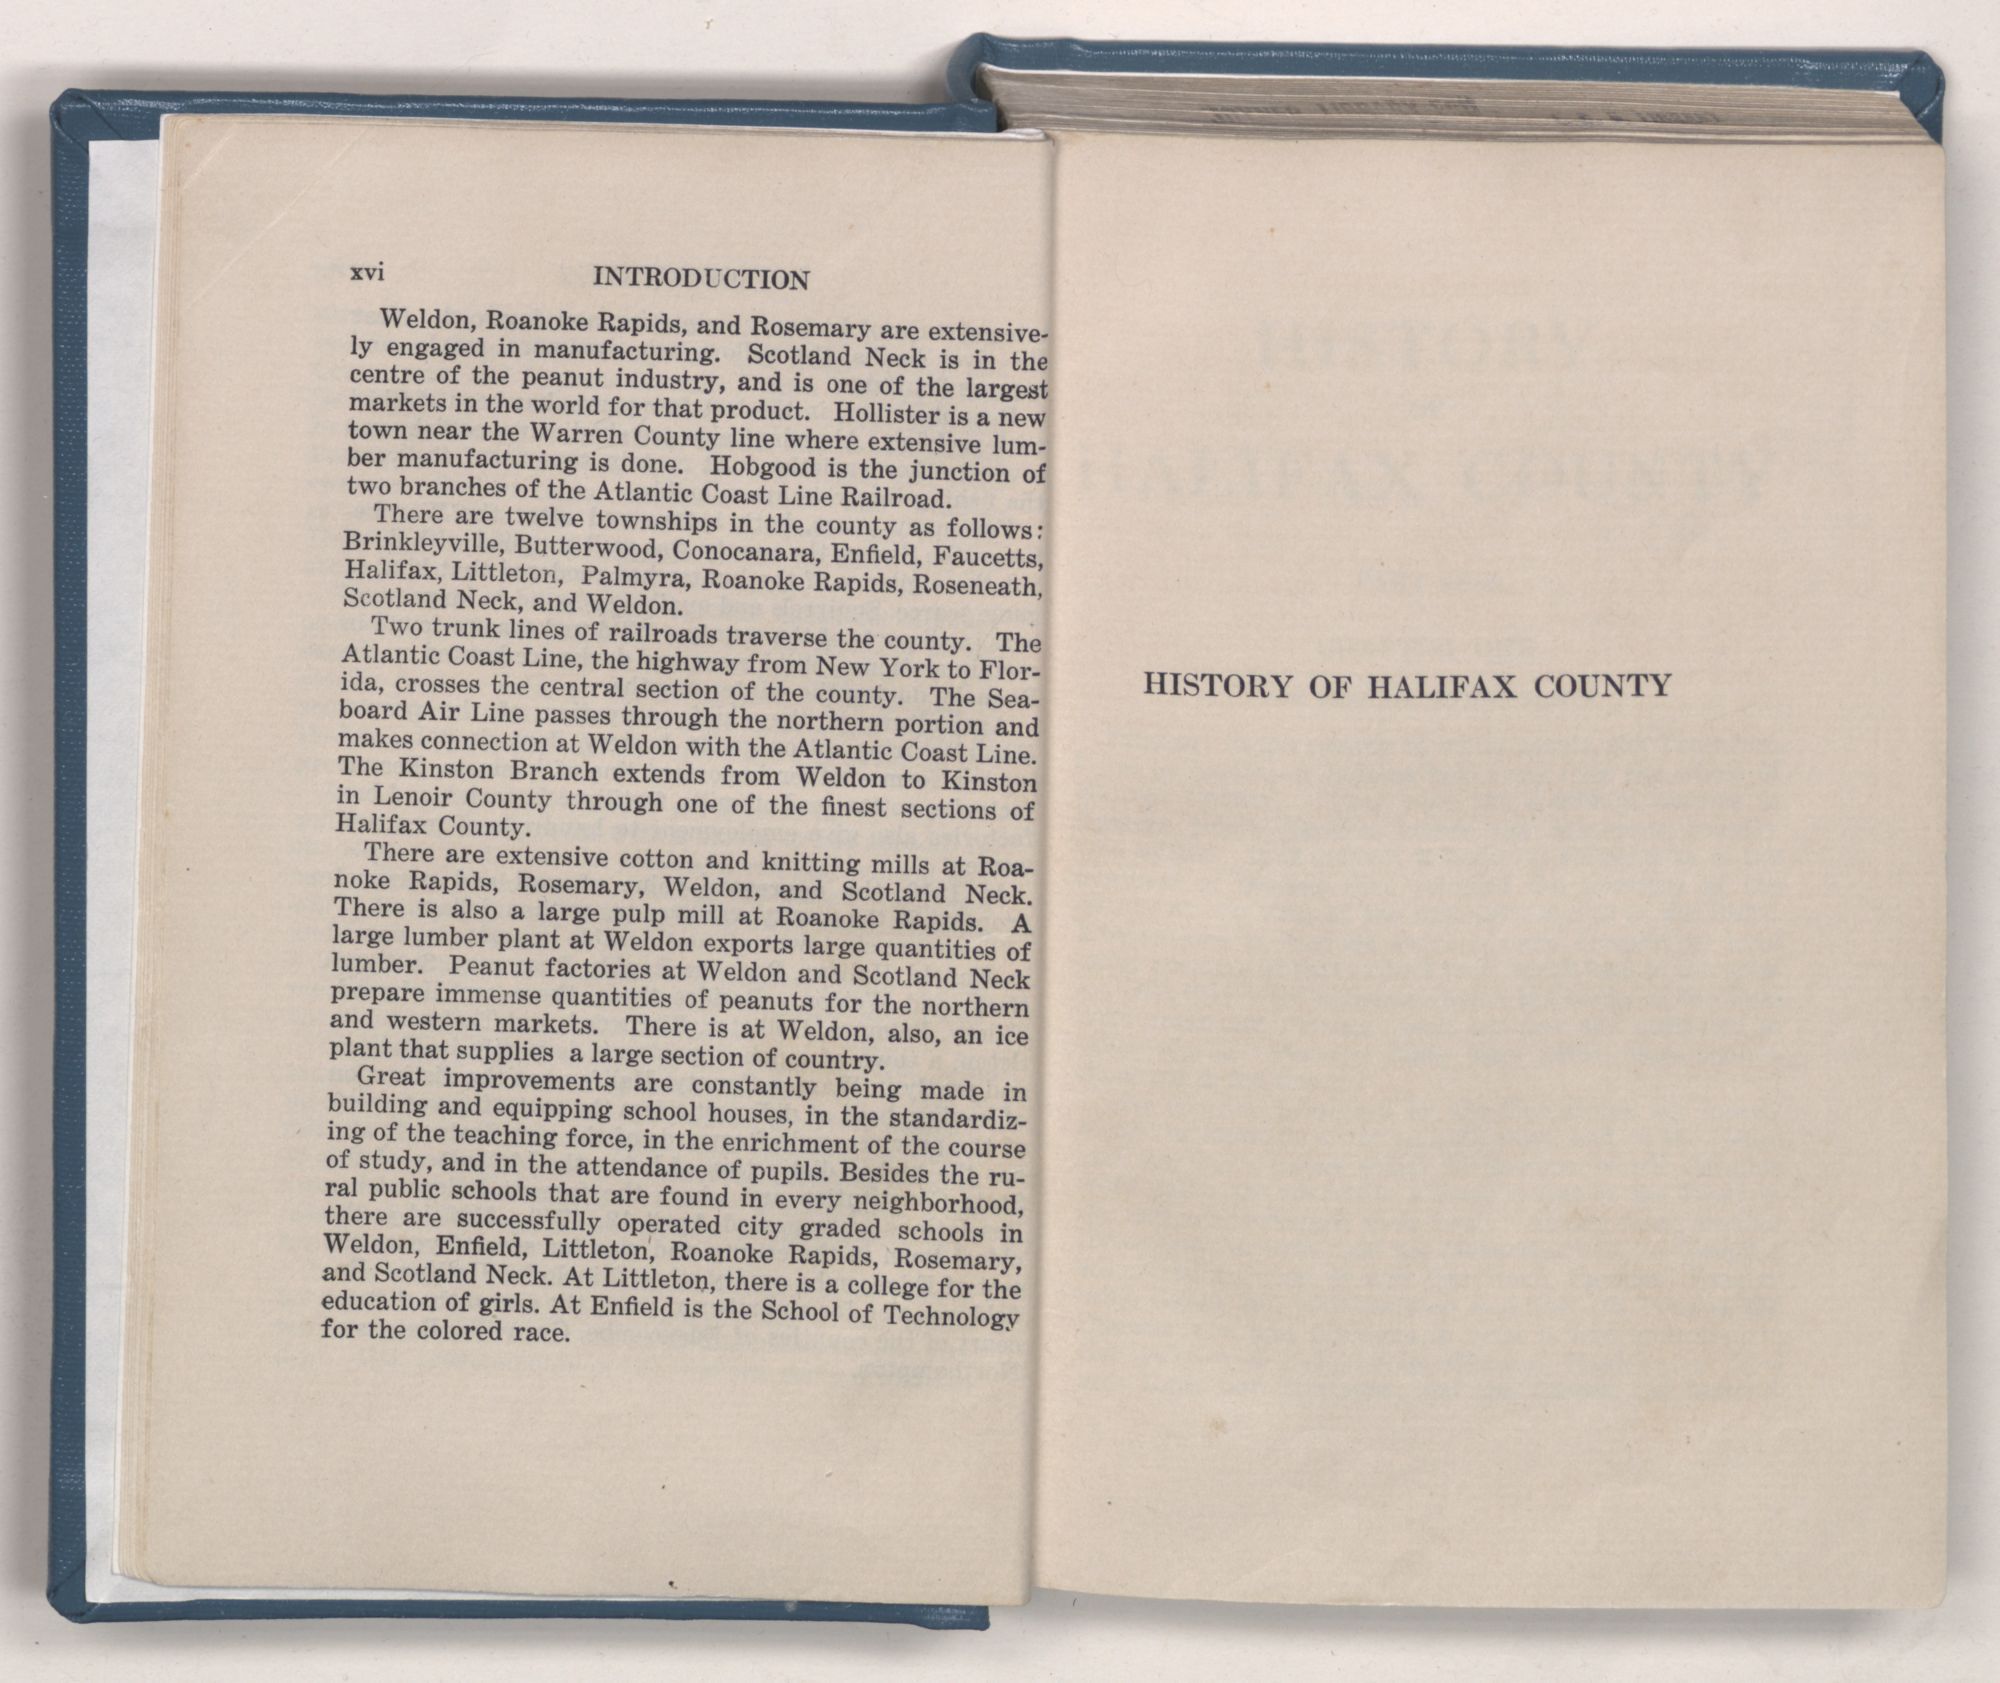 xvi INTRODUCTION
Weldon, Roanoke Rapids, and Rosemary are extensive-
ly engaged in manufacturing. Scotland Neck is in the
centre of the peanut industry, and is one of the largest
markets in the world for that product. Hollister is a new
town near the Warren County line where extensive lum-
ber manufacturing is done. Hobgood is the junction of
two branches of the Atlantic Coast Line Railroad.
There are twelve townships in the county as follows:
Brinkleyville, Butterwood, Conocanara, Enfield, Faucetts,
Halifax, Littleton, Palmyra, Roanoke Rapids, Roseneath,
Scotland Neck, and Weldon.
Two trunk lines of railroads traverse the county. The
Atlantic Coast Line, the highway from New York to Flor-
ida, crosses the central section of the county. The Sea-
board Air Line passes through the northern portion and
makes connection at Weldon with the Atlantic Coast Line.
The Kinston Branch extends from Weldon to Kinston
in Lenoir County through one of the finest sections of
Halifax County.
There are extensive cotton and knitting mills at Roa-
noke Rapids, Rosemary, Weldon, and Scotland Neck.
There is also a large pulp mill at Roanoke Rapids. A
large lumber plant at Weldon exports large quantities of
lumber. Peanut factories at Weldon and Scotland Neck
prepare immense quantities of peanuts for the northern
and western markets. There is at Weldon, also, an ice
plant that supplies a large section of country.
Great improvements are constantly being made in
building and equipping school houses, in the standardiz-
ing of the teaching force, in the enrichment of the course
of study, and in the attendance of pupils. Besides the ru-
ral public schools that are found in every neighborhood,
there are successfully operated city graded schools in
Weldon, Enfield, Littleton, Roanoke Rapids, Rosemary,
and Scotland Neck. At Littleton, there is a college for the
education of girls. At Enfield is the School of Technology
for the colored race.
HISTORY OF HALIFAX COUNTY